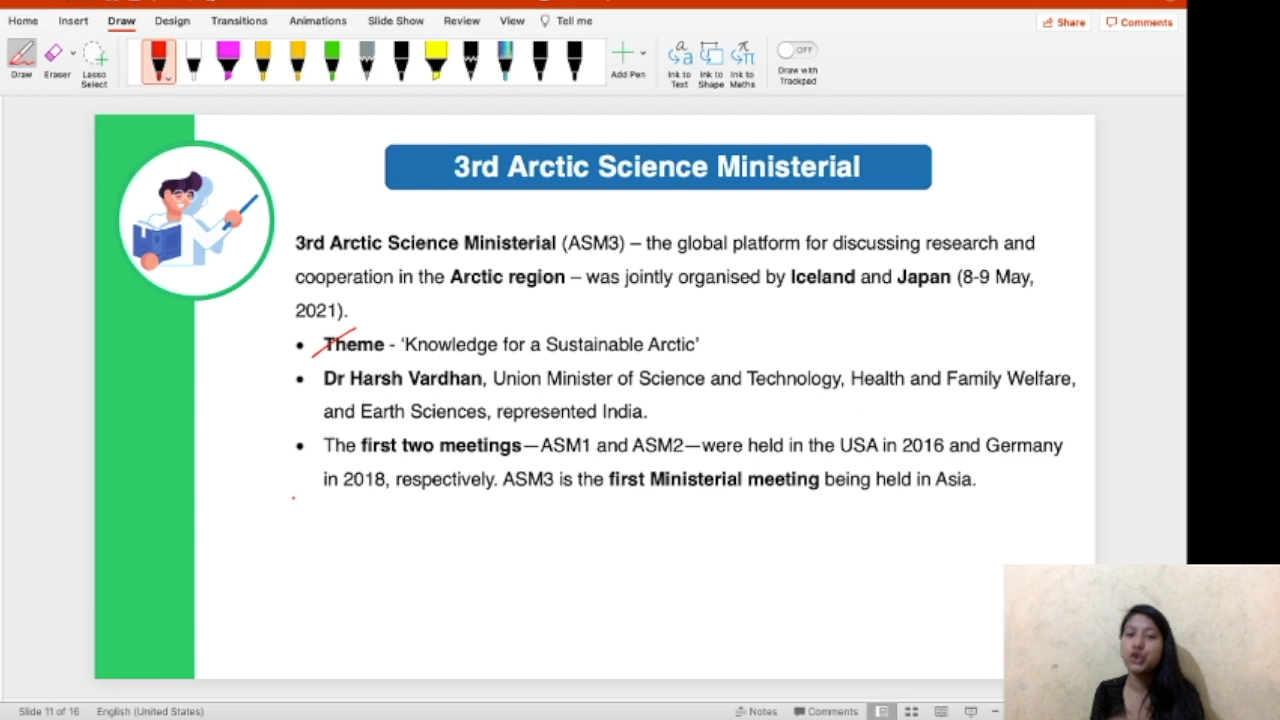 Home Insert Draw Design Transitions Animations Slide Show Review View Tell me Share Comments
Draw Eraser Lasso Select Add Pen Ink to Text Ink to Shape Ink to Maths OFF Draw with Trackpad
3rd Arctic Science Ministerial
3rd Arctic Science Ministerial (ASM3) – the global platform for discussing research and
cooperation in the Arctic region – was jointly organised by Iceland and Japan (8-9 May,
2021).
• Theme - ‘Knowledge for a Sustainable Arctic’
• Dr Harsh Vardhan, Union Minister of Science and Technology, Health and Family Welfare,
and Earth Sciences, represented India.
• The first two meetings—ASM1 and ASM2—were held in the USA in 2016 and Germany
in 2018, respectively. ASM3 is the first Ministerial meeting being held in Asia.
Slide 11 of 16 English (United States) Notes Comments